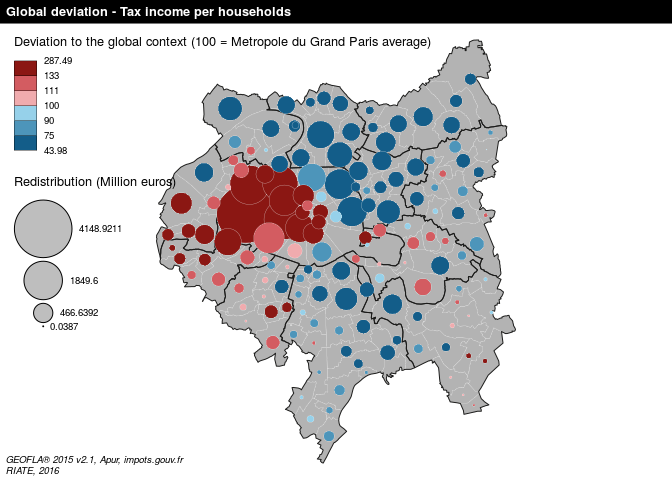 Global deviation - Tax income per households
Deviation to the global context (100 = Metropole du Grand Paris average)
287.49
133
111
100
90
75
43.98
Redistribution (Million euros)
4148.9211
1849.6
466.6392
0.0387
GEOFLA® 2015 v2.1, Apur, impots.gouv.fr
RIATE, 2016